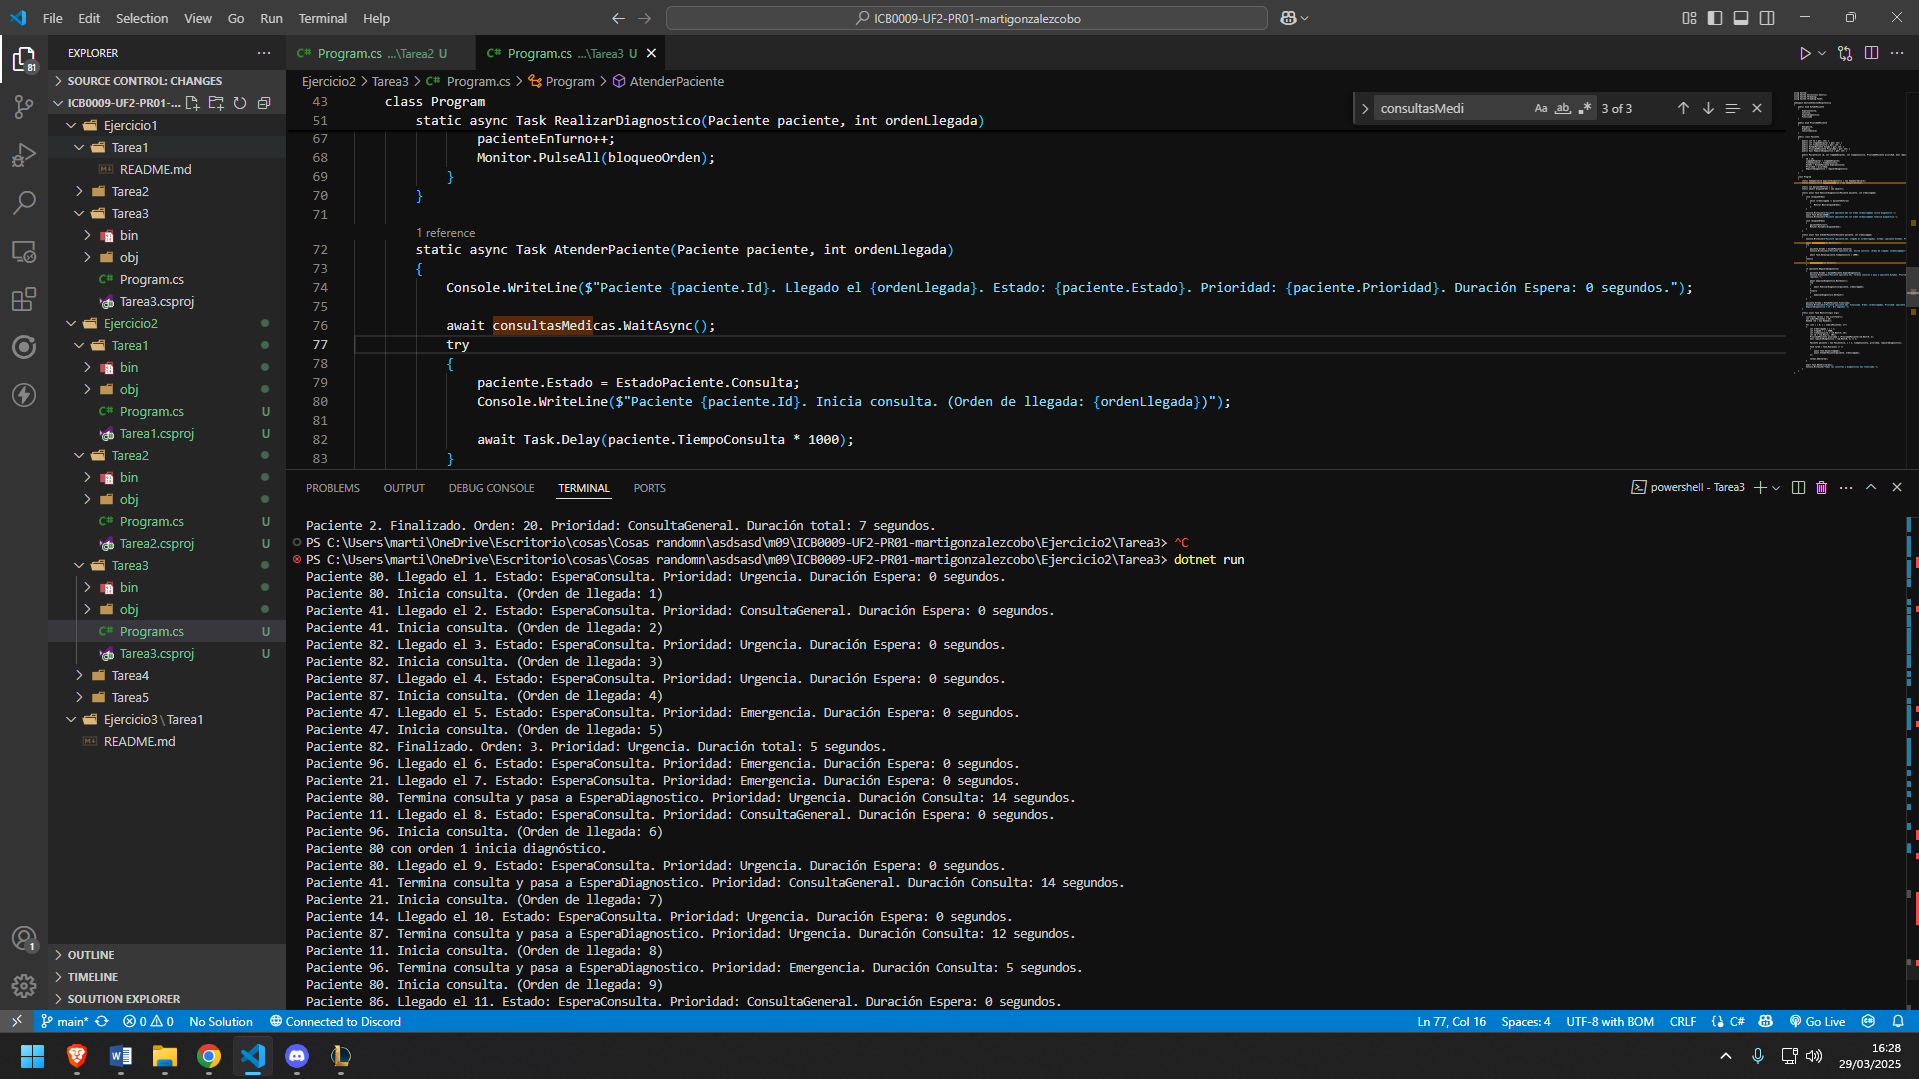 File Edit Selection View Go Run Terminal Help
ICB0009-UF2-PR01-martigonzalezcobo
EXPLORER
SOURCE CONTROL: CHANGES
ICB0009-UF2-PR01-...
Ejercicio1
Tarea1
README.md
Tarea2
Tarea3
bin
obj
Program.cs
Tarea3.csproj
Ejercicio2
Tarea1
bin
obj
Program.cs U
Tarea1.csproj U
Tarea2
bin
obj
Program.cs U
Tarea2.csproj U
Tarea3
bin
obj
Program.cs U
Tarea3.csproj U
Tarea4
Tarea5
Ejercicio3\Tarea1
README.md
OUTLINE
TIMELINE
SOLUTION EXPLORER
81
1
Program.cs ...\Tarea2 U
Program.cs ...\Tarea3 U
Ejercicio2 > Tarea3 > Program.cs > Program > AtenderPaciente
consultasMedi Aa ab 3 of 3
43 class Program
51 static async Task RealizarDiagnostico(Paciente paciente, int ordenLlegada)
67 pacienteEnTurno++;
68 Monitor.PulseAll(bloqueoOrden);
69 }
70 }
71
1 reference
72 static async Task AtenderPaciente(Paciente paciente, int ordenLlegada)
73 {
74 Console.WriteLine($"Paciente {paciente.Id}. Llegado el {ordenLlegada}. Estado: {paciente.Estado}. Prioridad: {paciente.Prioridad}. Duración Espera: 0 segundos.");
75
76 await consultasMedicas.WaitAsync();
77 try
78 {
79 paciente.Estado = EstadoPaciente.Consulta;
80 Console.WriteLine($"Paciente {paciente.Id}. Inicia consulta. (Orden de llegada: {ordenLlegada})");
81
82 await Task.Delay(paciente.TiempoConsulta * 1000);
83 }
PROBLEMS OUTPUT DEBUG CONSOLE TERMINAL PORTS
powershell - Tarea3
Paciente 2. Finalizado. Orden: 20. Prioridad: ConsultaGeneral. Duración total: 7 segundos.
PS C:\Users\marti\OneDrive\Escritorio\cosas\Cosas randomn\asdsasd\m09\ICB0009-UF2-PR01-martigonzalezcobo\Ejercicio2\Tarea3> ^C
PS C:\Users\marti\OneDrive\Escritorio\cosas\Cosas randomn\asdsasd\m09\ICB0009-UF2-PR01-martigonzalezcobo\Ejercicio2\Tarea3> dotnet run
Paciente 80. Llegado el 1. Estado: EsperaConsulta. Prioridad: Urgencia. Duración Espera: 0 segundos.
Paciente 80. Inicia consulta. (Orden de llegada: 1)
Paciente 41. Llegado el 2. Estado: EsperaConsulta. Prioridad: ConsultaGeneral. Duración Espera: 0 segundos.
Paciente 41. Inicia consulta. (Orden de llegada: 2)
Paciente 82. Llegado el 3. Estado: EsperaConsulta. Prioridad: Urgencia. Duración Espera: 0 segundos.
Paciente 82. Inicia consulta. (Orden de llegada: 3)
Paciente 87. Llegado el 4. Estado: EsperaConsulta. Prioridad: Urgencia. Duración Espera: 0 segundos.
Paciente 87. Inicia consulta. (Orden de llegada: 4)
Paciente 47. Llegado el 5. Estado: EsperaConsulta. Prioridad: Emergencia. Duración Espera: 0 segundos.
Paciente 47. Inicia consulta. (Orden de llegada: 5)
Paciente 82. Finalizado. Orden: 3. Prioridad: Urgencia. Duración total: 5 segundos.
Paciente 96. Llegado el 6. Estado: EsperaConsulta. Prioridad: Emergencia. Duración Espera: 0 segundos.
Paciente 21. Llegado el 7. Estado: EsperaConsulta. Prioridad: Emergencia. Duración Espera: 0 segundos.
Paciente 80. Termina consulta y pasa a EsperaDiagnostico. Prioridad: Urgencia. Duración Consulta: 14 segundos.
Paciente 11. Llegado el 8. Estado: EsperaConsulta. Prioridad: ConsultaGeneral. Duración Espera: 0 segundos.
Paciente 96. Inicia consulta. (Orden de llegada: 6)
Paciente 80 con orden 1 inicia diagnóstico.
Paciente 80. Llegado el 9. Estado: EsperaConsulta. Prioridad: Urgencia. Duración Espera: 0 segundos.
Paciente 41. Termina consulta y pasa a EsperaDiagnostico. Prioridad: ConsultaGeneral. Duración Consulta: 14 segundos.
Paciente 21. Inicia consulta. (Orden de llegada: 7)
Paciente 14. Llegado el 10. Estado: EsperaConsulta. Prioridad: Urgencia. Duración Espera: 0 segundos.
Paciente 87. Termina consulta y pasa a EsperaDiagnostico. Prioridad: Urgencia. Duración Consulta: 12 segundos.
Paciente 11. Inicia consulta. (Orden de llegada: 8)
Paciente 96. Termina consulta y pasa a EsperaDiagnostico. Prioridad: Emergencia. Duración Consulta: 5 segundos.
Paciente 80. Inicia consulta. (Orden de llegada: 9)
Paciente 86. Llegado el 11. Estado: EsperaConsulta. Prioridad: ConsultaGeneral. Duración Espera: 0 segundos.
main* 0 0 No Solution Connected to Discord
Ln 77, Col 16 Spaces: 4 UTF-8 with BOM CRLF C# Go Live
16:28
29/03/2025